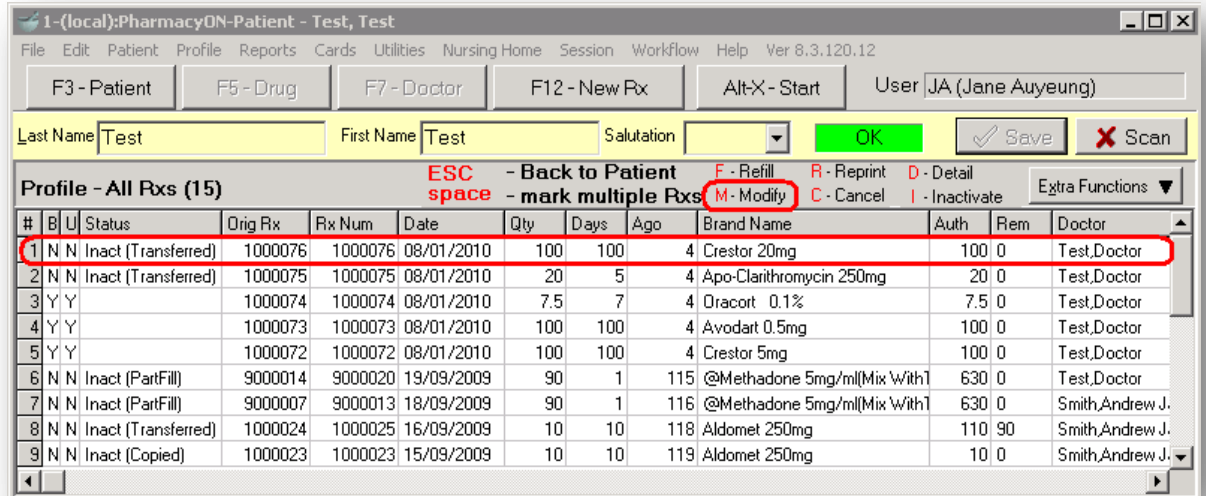 1-(local):PharmacyON-Patient - Test, Test
File Edit Patient Profile Reports Cards Utilities Nursing Home Session Workflow Help Ver 8.3.120.12
F3 - Patient F5 - Drug F7 - Doctor F12 - New Rx Alt-X - Start User JA (Jane Auyeung)
Last Name Test First Name Test Salutation OK Save Scan
Profile - All Rxs (15) ESC - Back to Patient F - Refill R - Reprint D - Detail Extra Functions ▼
space - mark multiple Rxs M - Modify C - Cancel I - Inactivate
# B U Status Orig Rx Rx Num Date Qty Days Ago Brand Name Auth Rem Doctor
1 N N Inact (Transferred) 1000076 1000076 08/01/2010 100 100 4 Crestor 20mg 100 0 Test,Doctor
2 N N Inact (Transferred) 1000075 1000075 08/01/2010 20 5 4 Apo-Clarithromycin 250mg 20 0 Test,Doctor
3 Y Y 1000074 1000074 08/01/2010 7.5 7 4 Oracort 0.1% 7.5 0 Test,Doctor
4 Y Y 1000073 1000073 08/01/2010 100 100 4 Avodart 0.5mg 100 0 Test,Doctor
5 Y Y 1000072 1000072 08/01/2010 100 100 4 Crestor 5mg 100 0 Test,Doctor
6 N N Inact (PartFill) 9000014 9000020 19/09/2009 90 1 115 @Methadone 5mg/ml(Mix WithT 630 0 Test,Doctor
7 N N Inact (PartFill) 9000007 9000013 18/09/2009 90 1 116 @Methadone 5mg/ml(Mix WithT 630 0 Smith,Andrew J.
8 N N Inact (Transferred) 1000024 1000025 16/09/2009 10 10 118 Aldomet 250mg 110 90 Smith,Andrew J.
9 N N Inact (Copied) 1000023 1000023 15/09/2009 10 10 119 Aldomet 250mg 10 0 Smith,Andrew J.